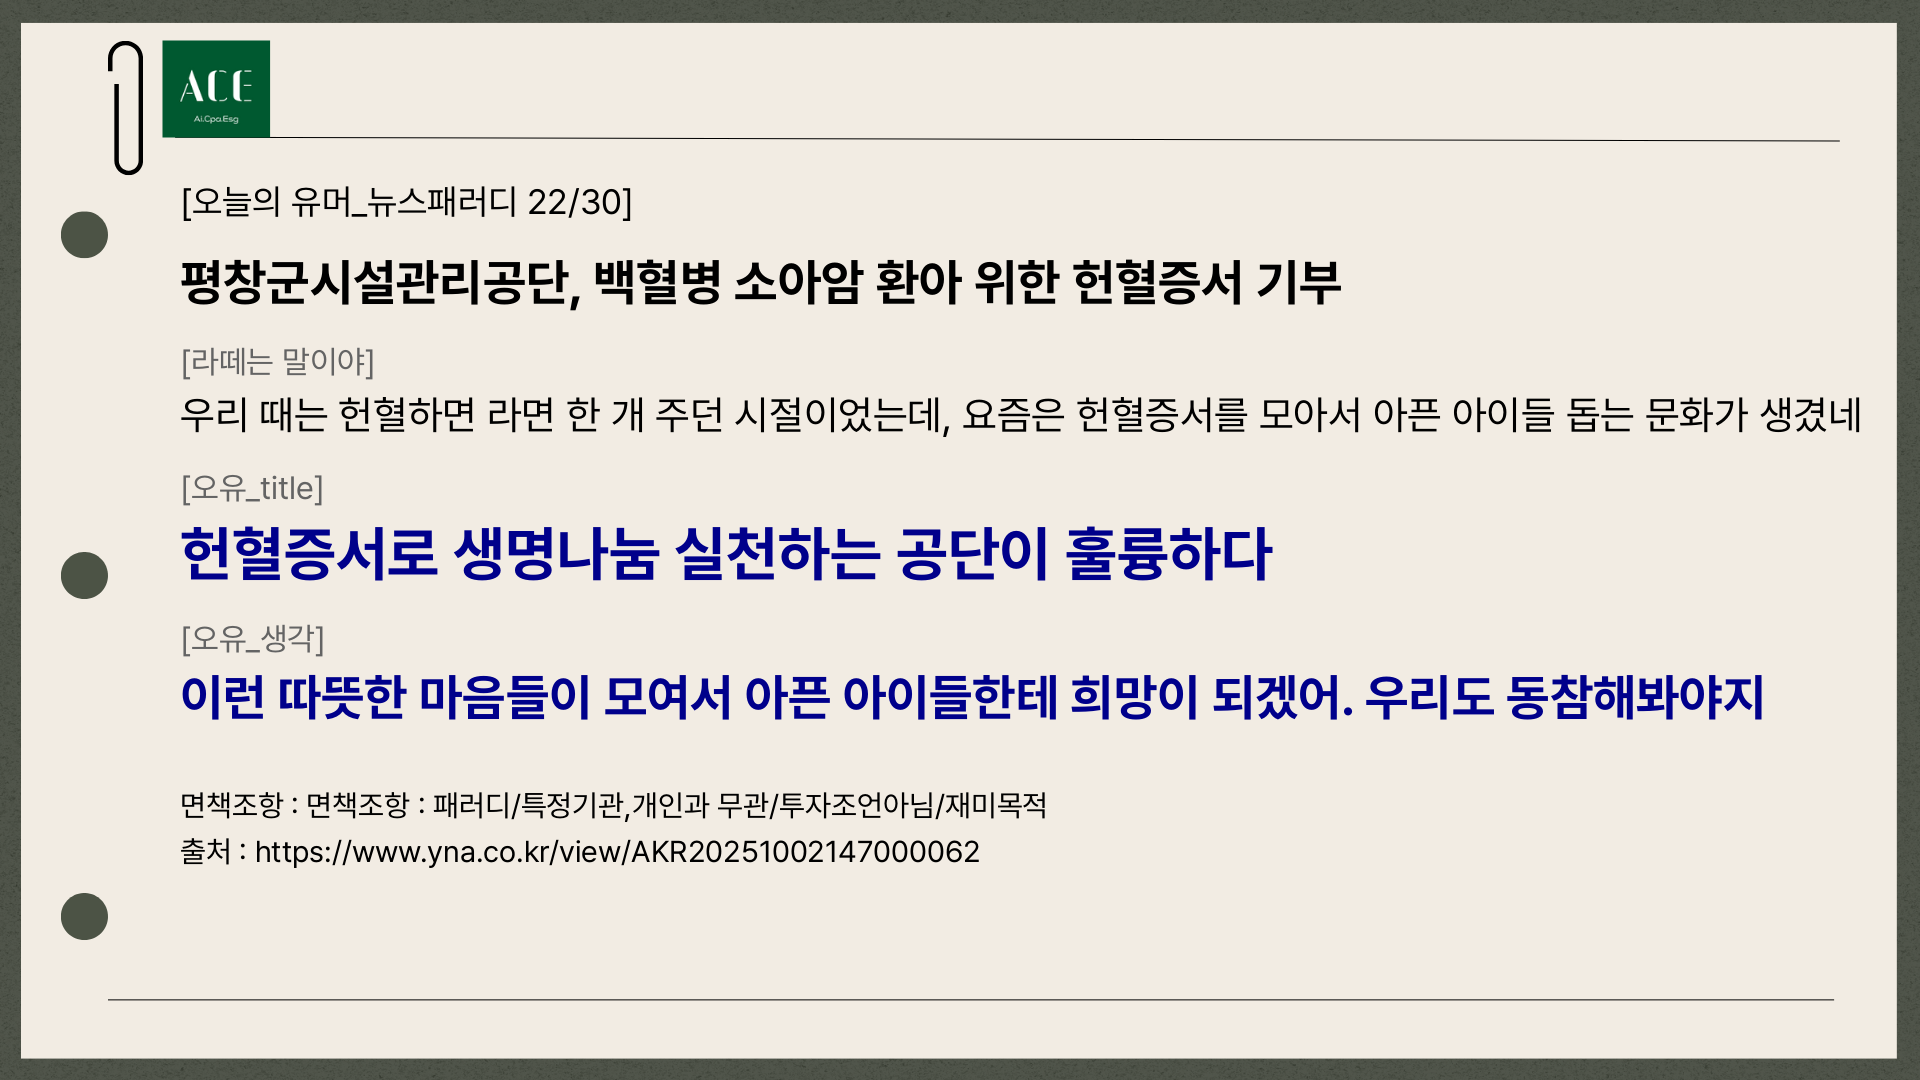 ACE
Ai.Cpa.Esg
[오늘의 유머_뉴스패러디 22/30]
평창군시설관리공단, 백혈병 소아암 환아 위한 헌혈증서 기부
[라떼는 말이야]
우리 때는 헌혈하면 라면 한 개 주던 시절이었는데, 요즘은 헌혈증서를 모아서 아픈 아이들 돕는 문화가 생겼네
[오유_title]
헌혈증서로 생명나눔 실천하는 공단이 훌륭하다
[오유_생각]
이런 따뜻한 마음들이 모여서 아픈 아이들한테 희망이 되겠어. 우리도 동참해봐야지
면책조항 : 면책조항 : 패러디/특정기관,개인과 무관/투자조언아님/재미목적
출처 : https://www.yna.co.kr/view/AKR20251002147000062